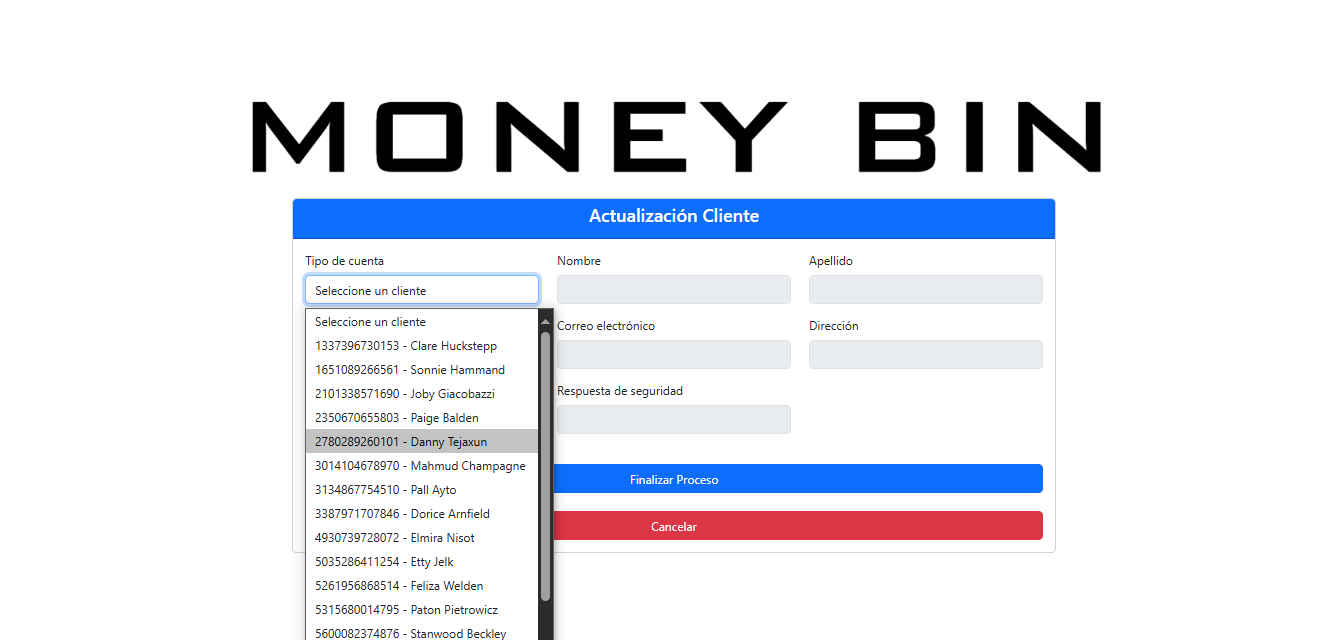 MONEY BIN
Actualización Cliente
Tipo de cuenta
Nombre
Apellido
Seleccione un cliente
Seleccione un cliente
1337396730153 - Clare Huckstepp
1651089266561 - Sonnie Hammand
2101338571690 - Joby Giacobazzi
2350670655803 - Paige Balden
2780289260101 - Danny Tejaxun
3014104678970 - Mahmud Champagne
3134867754510 - Pall Ayto
3387971707846 - Dorice Arnfield
4930739728072 - Elmira Nisot
5035286411254 - Etty Jelk
5261956868514 - Feliza Welden
5315680014795 - Paton Pietrowicz
5600082374876 - Stanwood Beckley
Correo electrónico
Dirección
Respuesta de seguridad
Finalizar Proceso
Cancelar